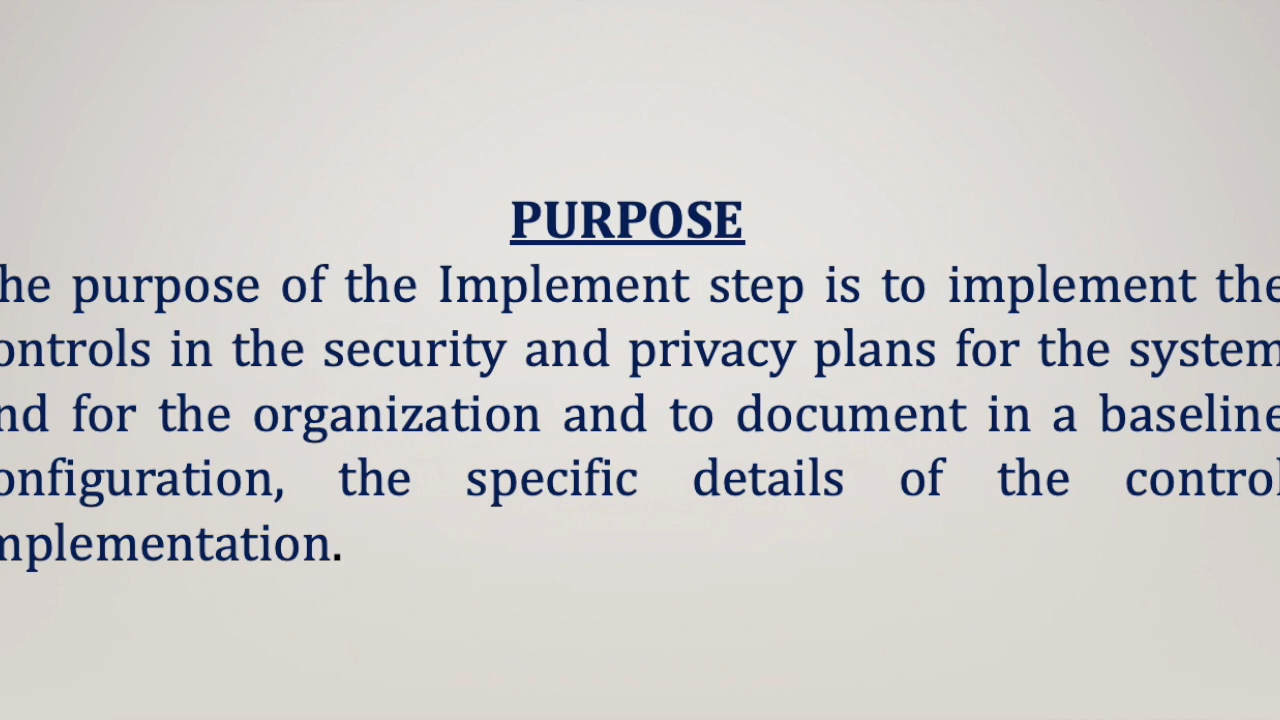 PURPOSE
he purpose of the Implement step is to implement the
ontrols in the security and privacy plans for the system
nd for the organization and to document in a baseline
onfiguration, the specific details of the control
mplementation.